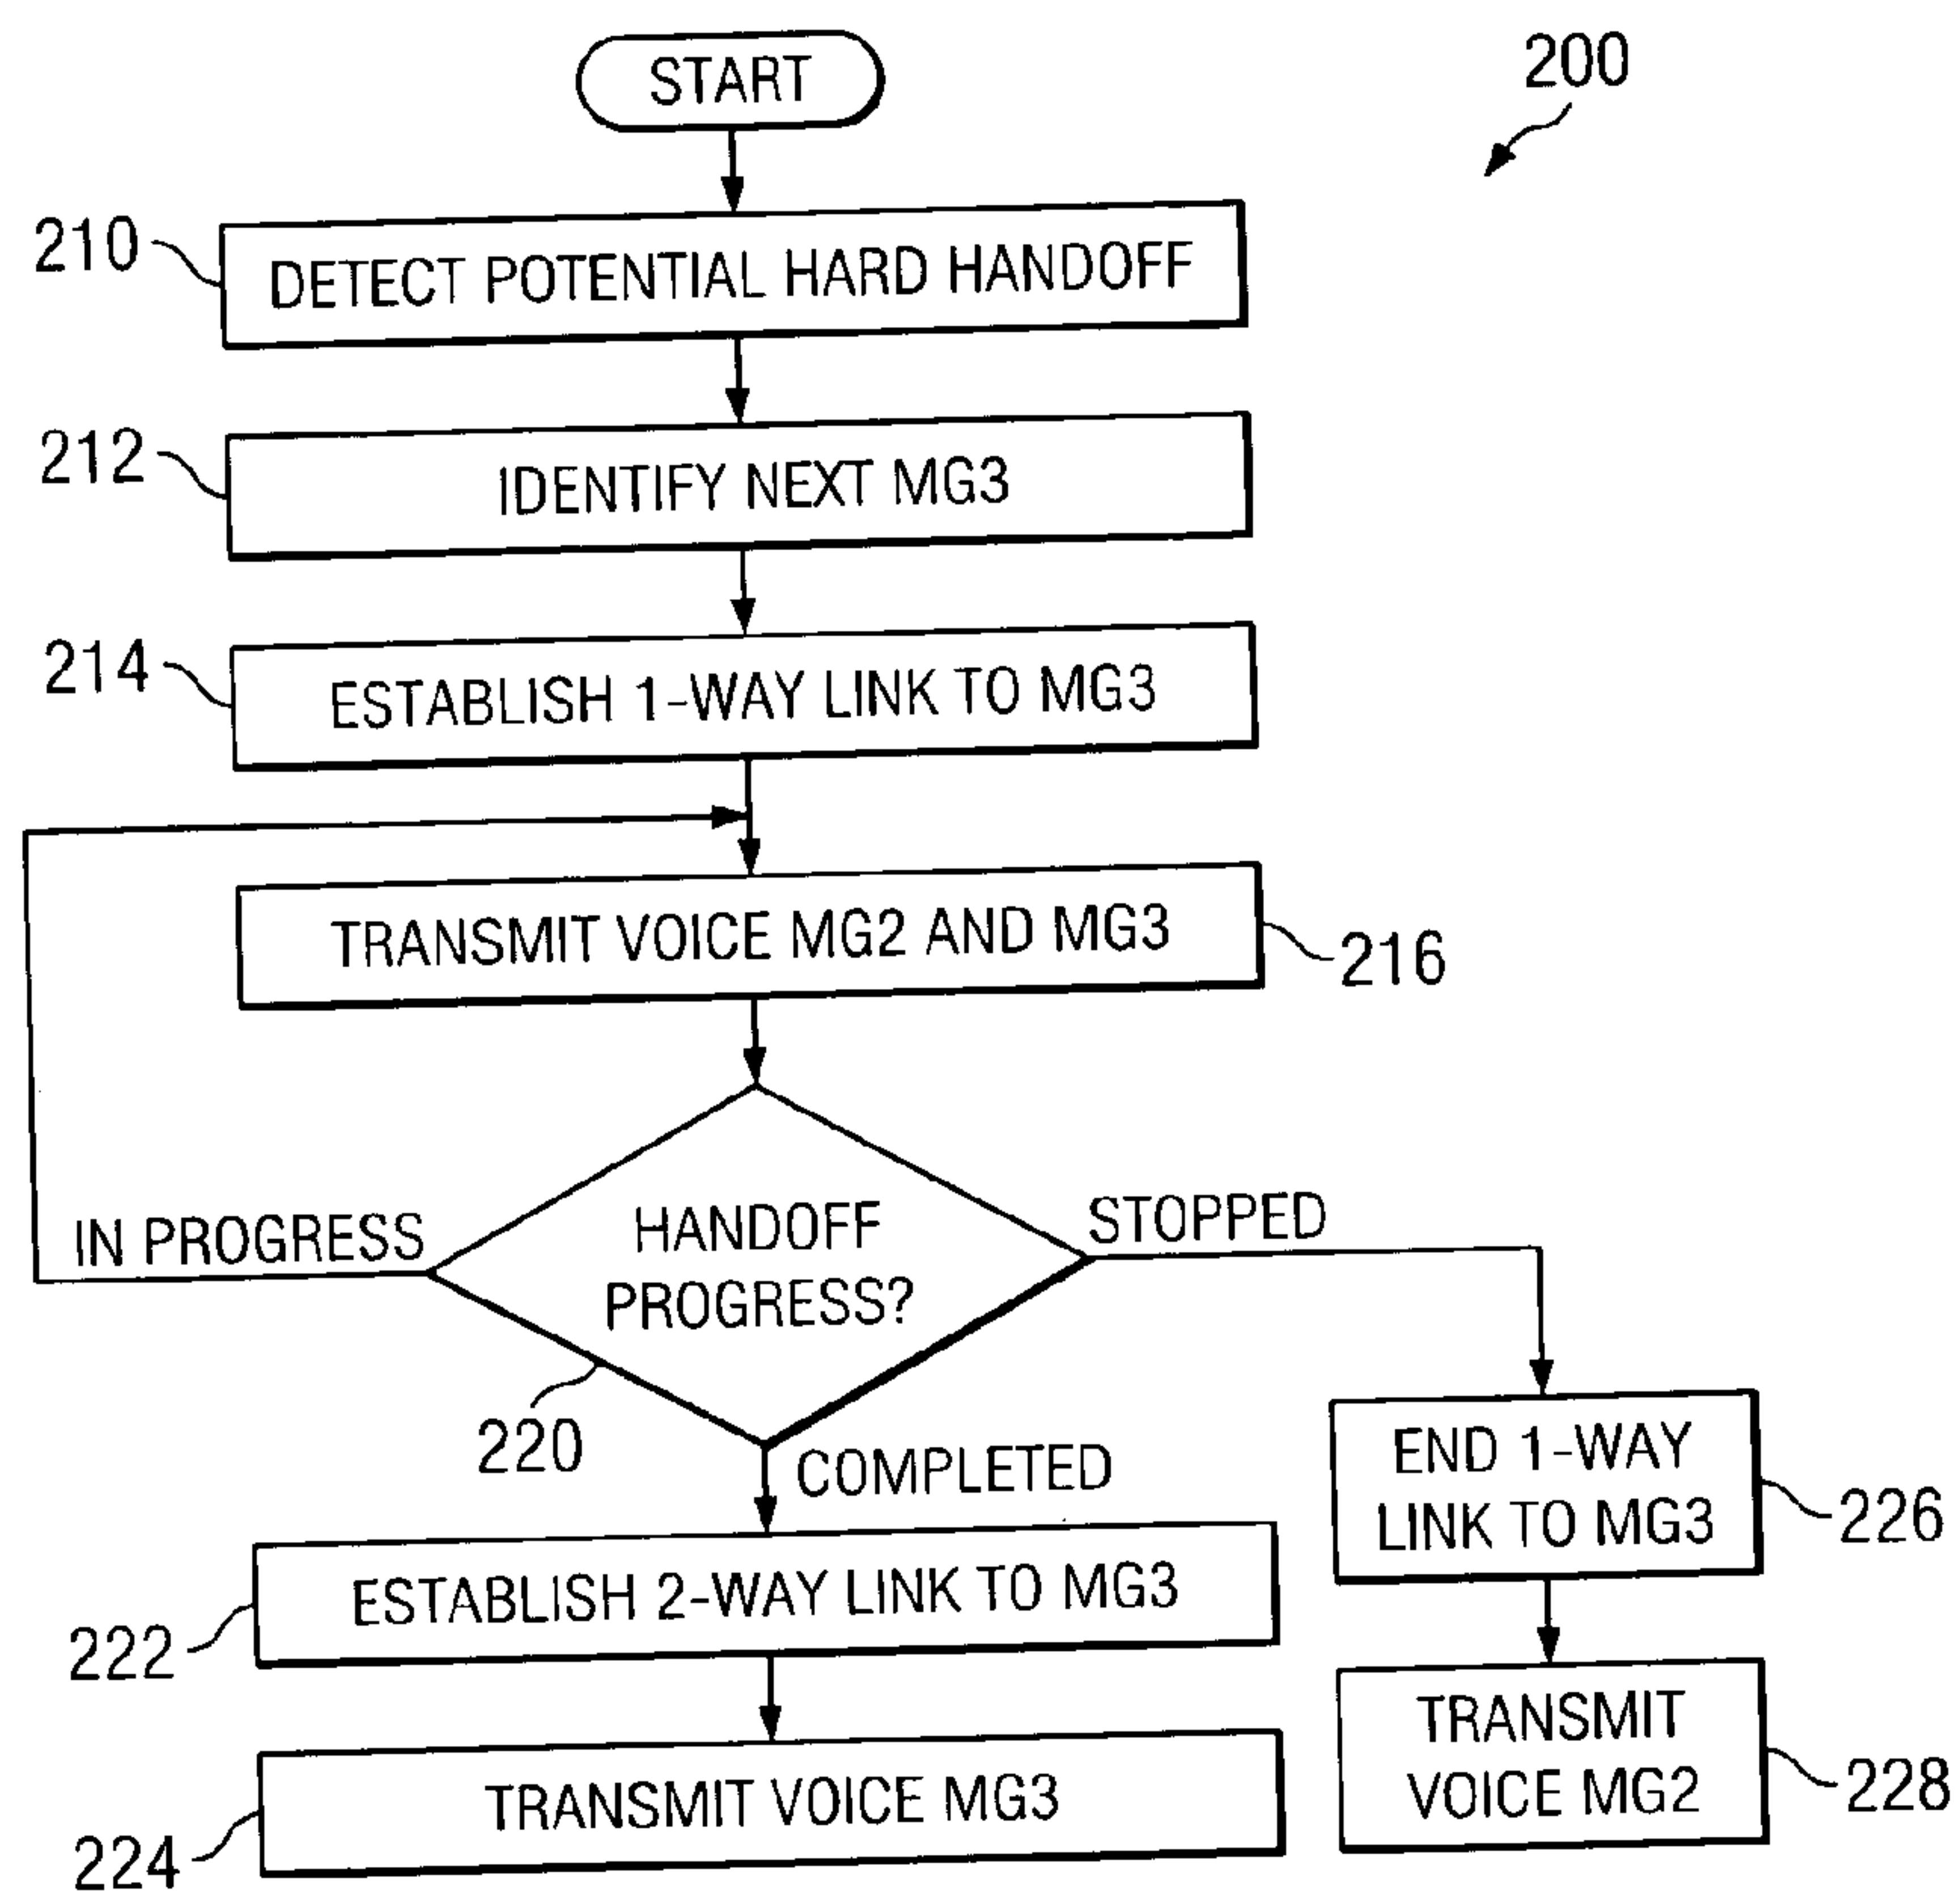 START
200
210
DETECT POTENTIAL HARD HANDOFF
212
IDENTIFY NEXT MG3
214
ESTABLISH 1-WAY LINK TO MG3
TRANSMIT VOICE MG2 AND MG3
216
IN PROGRESS
HANDOFF
PROGRESS?
STOPPED
220
COMPLETED
END 1-WAY
LINK TO MG3
226
222
ESTABLISH 2-WAY LINK TO MG3
TRANSMIT
VOICE MG2
228
224
TRANSMIT VOICE MG3